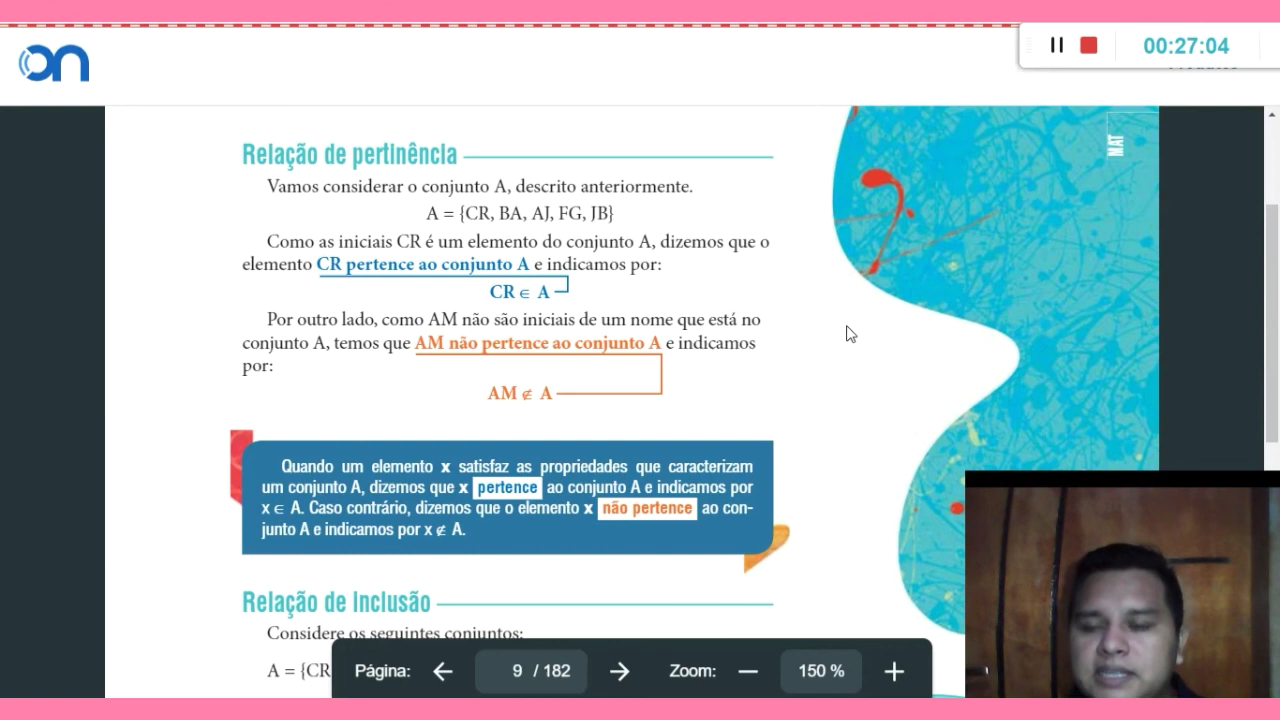 on
00:27:04
MAT
Relação de pertinência
Vamos considerar o conjunto A, descrito anteriormente.
A = {CR, BA, AJ, FG, JB}
Como as iniciais CR é um elemento do conjunto A, dizemos que o
elemento CR pertence ao conjunto A e indicamos por:
CR ∈ A
Por outro lado, como AM não são iniciais de um nome que está no
conjunto A, temos que AM não pertence ao conjunto A e indicamos
por:
AM ∉ A
Quando um elemento x satisfaz as propriedades que caracterizam
um conjunto A, dizemos que x pertence ao conjunto A e indicamos por
x ∈ A. Caso contrário, dizemos que o elemento x não pertence ao con-
junto A e indicamos por x ∉ A.
Relação de inclusão
Considere os seguintes conjuntos:
A = {CR
Página: 9 / 182 Zoom: 150 %